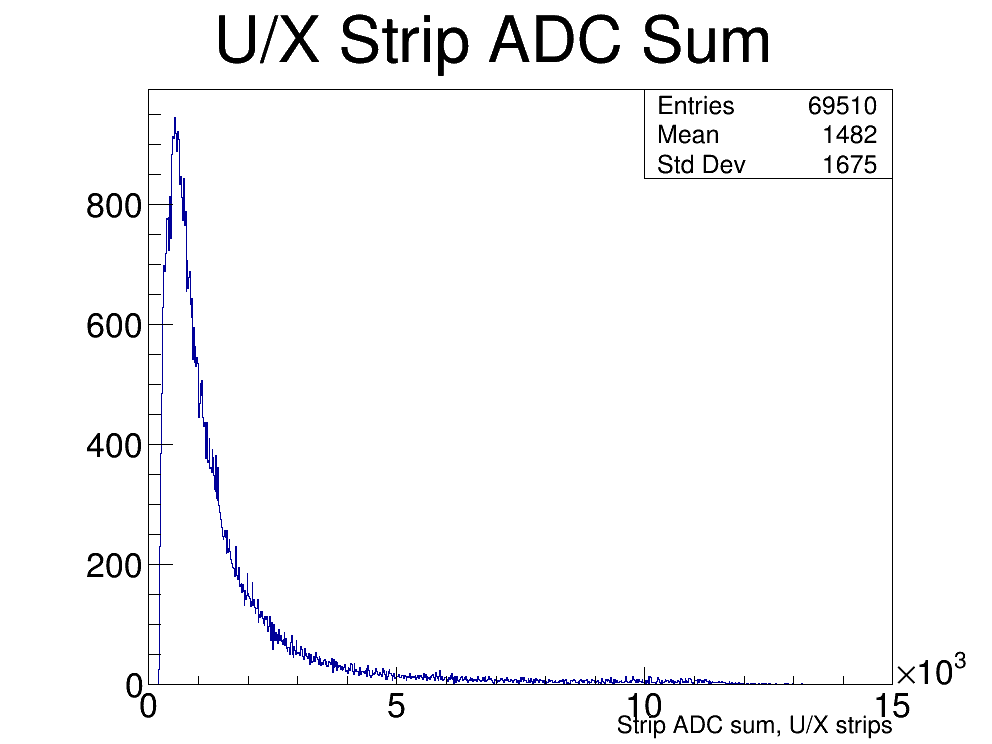 U/X Strip ADC Sum
Entries 69510
Mean 1482
Std Dev 1675
800
600
400
200
0
0 5 10 15
×10³
Strip ADC sum, U/X strips